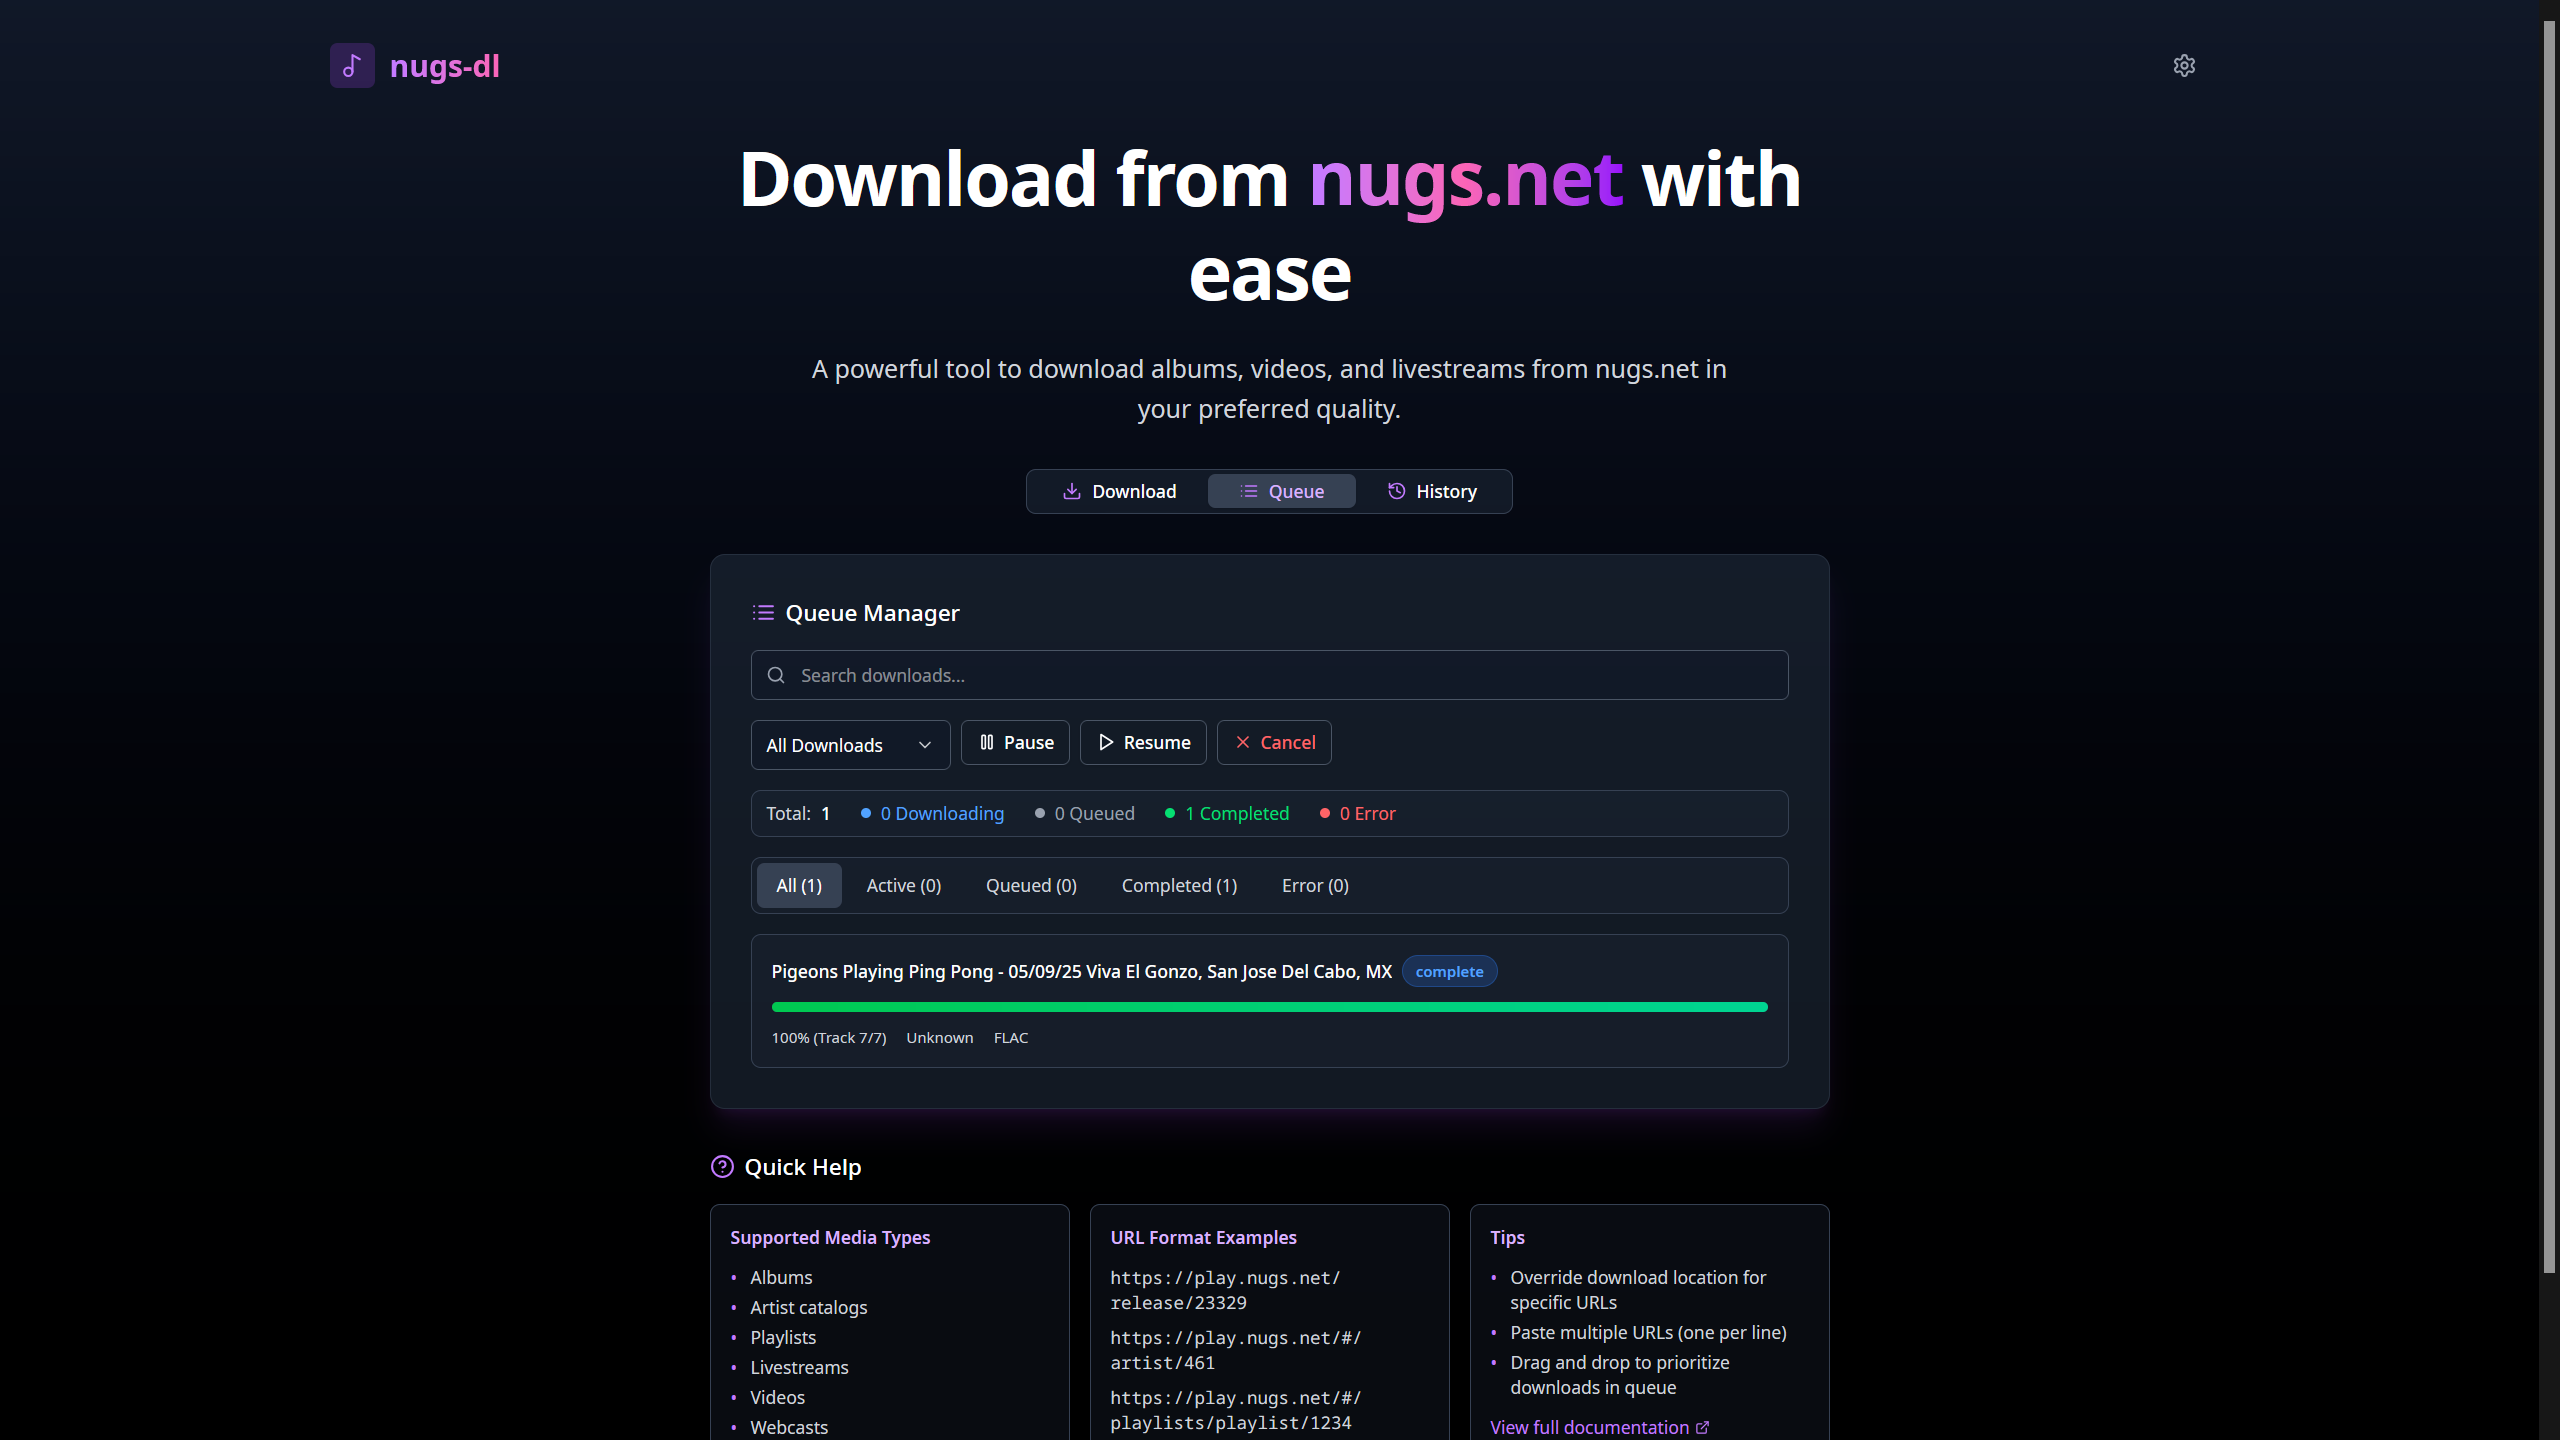 nugs-dl
Download from nugs.net with
ease
A powerful tool to download albums, videos, and livestreams from nugs.net in
your preferred quality.
Download Queue History
Queue Manager
Search downloads...
All Downloads Pause Resume Cancel
Total: 1 0 Downloading 0 Queued 1 Completed 0 Error
All (1) Active (0) Queued (0) Completed (1) Error (0)
Pigeons Playing Ping Pong - 05/09/25 Viva El Gonzo, San Jose Del Cabo, MX complete
100% (Track 7/7) Unknown FLAC
Quick Help
Supported Media Types
• Albums
• Artist catalogs
• Playlists
• Livestreams
• Videos
• Webcasts
URL Format Examples
https://play.nugs.net/
release/23329
https://play.nugs.net/#/
artist/461
https://play.nugs.net/#/
playlists/playlist/1234
Tips
• Override download location for
specific URLs
• Paste multiple URLs (one per line)
• Drag and drop to prioritize
downloads in queue
View full documentation